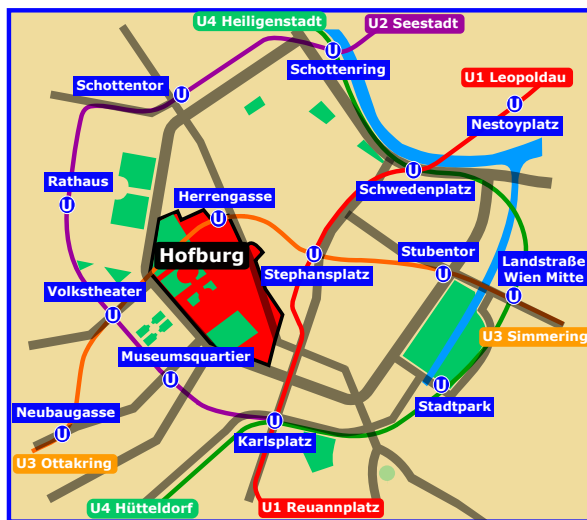 U4 Heiligenstadt
U2 Seestadt
Schottenring
Schottentor
U1 Leopoldau
Nestoyplatz
Rathaus
Herrengasse
Schwedenplatz
Hofburg
Stephansplatz
Stubentor
Landstraße
Wien Mitte
Volkstheater
U3 Simmering
Museumsquartier
Neubaugasse
Stadtpark
Karlsplatz
U3 Ottakring
U4 Hütteldorf
U1 Reuannplatz
U
U
U
U
U
U
U
U
U
U
U
U
U
U